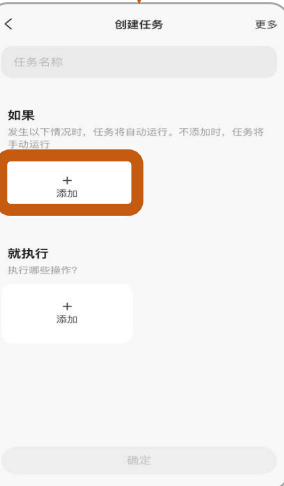 创建任务
更多
任务名称
如果
发生以下情况时，任务将自动运行。不添加时，任务将
手动运行
+
添加
就执行
执行哪些操作?
+
添加
确定